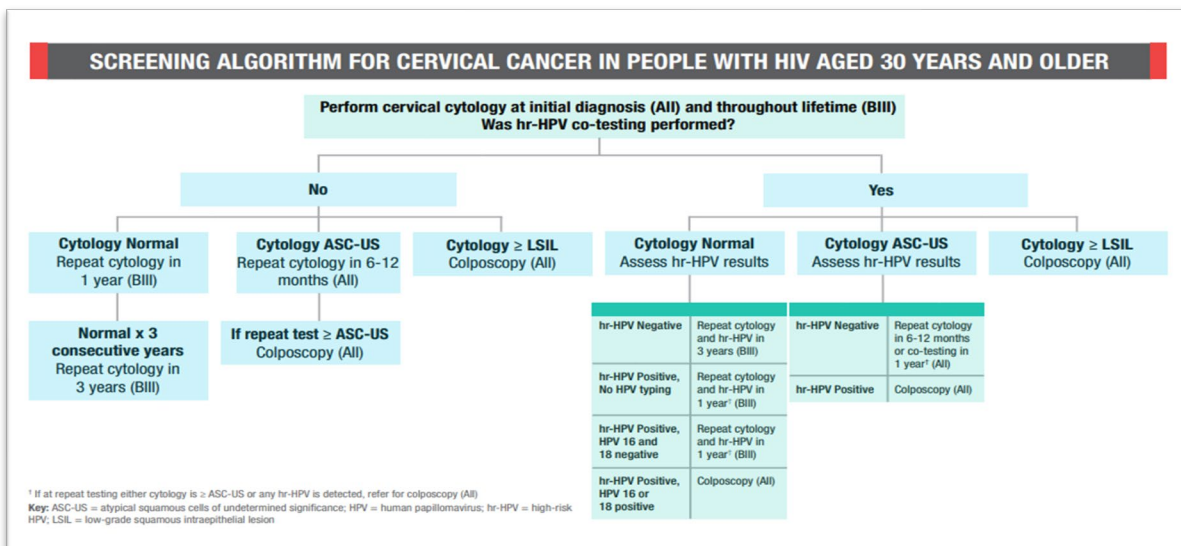 SCREENING ALGORITHM FOR CERVICAL CANCER IN PEOPLE WITH HIV AGED 30 YEARS AND OLDER
Perform cervical cytology at initial diagnosis (AII) and throughout lifetime (BIII)
Was hr-HPV co-testing performed?
No
Yes
Cytology Normal
Repeat cytology in
1 year (BIII)
Cytology ASC-US
Repeat cytology in 6-12
months (AII)
Cytology ≥ LSIL
Colposcopy (AII)
Cytology Normal
Assess hr-HPV results
Cytology ASC-US
Assess hr-HPV results
Cytology ≥ LSIL
Colposcopy (AII)
Normal x 3
consecutive years
Repeat cytology in
3 years (BIII)
If repeat test ≥ ASC-US
Colposcopy (AII)
hr-HPV Negative
Repeat cytology
and hr-HPV in
3 years (BIII)
hr-HPV Positive,
No HPV typing
Repeat cytology
and hr-HPV in
1 year† (BIII)
hr-HPV Positive,
HPV 16 and
18 negative
Repeat cytology
and hr-HPV in
1 year† (BIII)
hr-HPV Positive,
HPV 16 or
18 positive
Colposcopy (AII)
hr-HPV Negative
Repeat cytology
in 6-12 months
or co-testing in
1 year† (AII)
hr-HPV Positive
Colposcopy (AII)
† If at repeat testing either cytology is ≥ ASC-US or any hr-HPV is detected, refer for colposcopy (AII)
Key: ASC-US = atypical squamous cells of undetermined significance; HPV = human papillomavirus; hr-HPV = high-risk
HPV; LSIL = low-grade squamous intraepithelial lesion